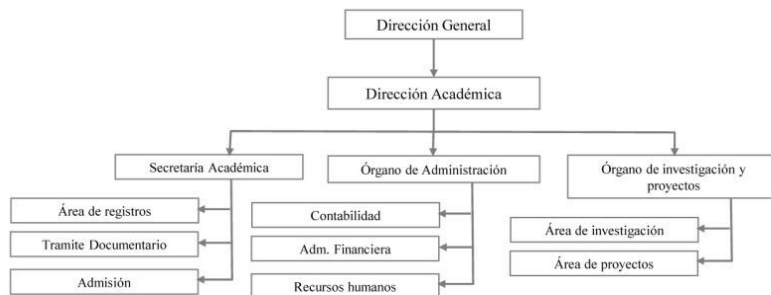 Dirección General
Dirección Académica
Secretaría Académica
Órgano de Administración
Órgano de investigación y
proyectos
Área de registros
Tramite Documentario
Admisión
Contabilidad
Adm. Financiera
Recursos humanos
Área de investigación
Área de proyectos